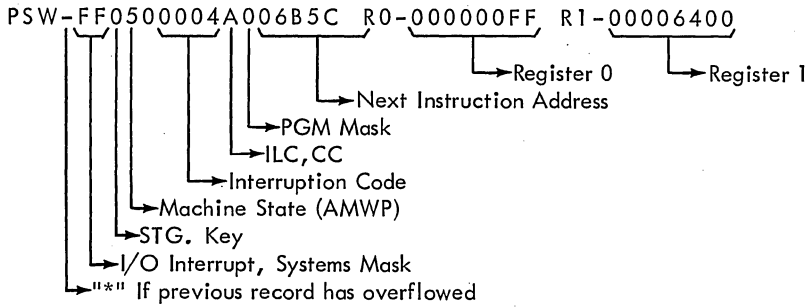 PSW-FF0500004A006B5C R0-000000FF R1-00006400
Register 0
Register 1
Next Instruction Address
PGM Mask
ILC,CC
Interruption Code
Machine State (AMWP)
STG. Key
I/O Interrupt, Systems Mask
"*" If previous record has overflowed